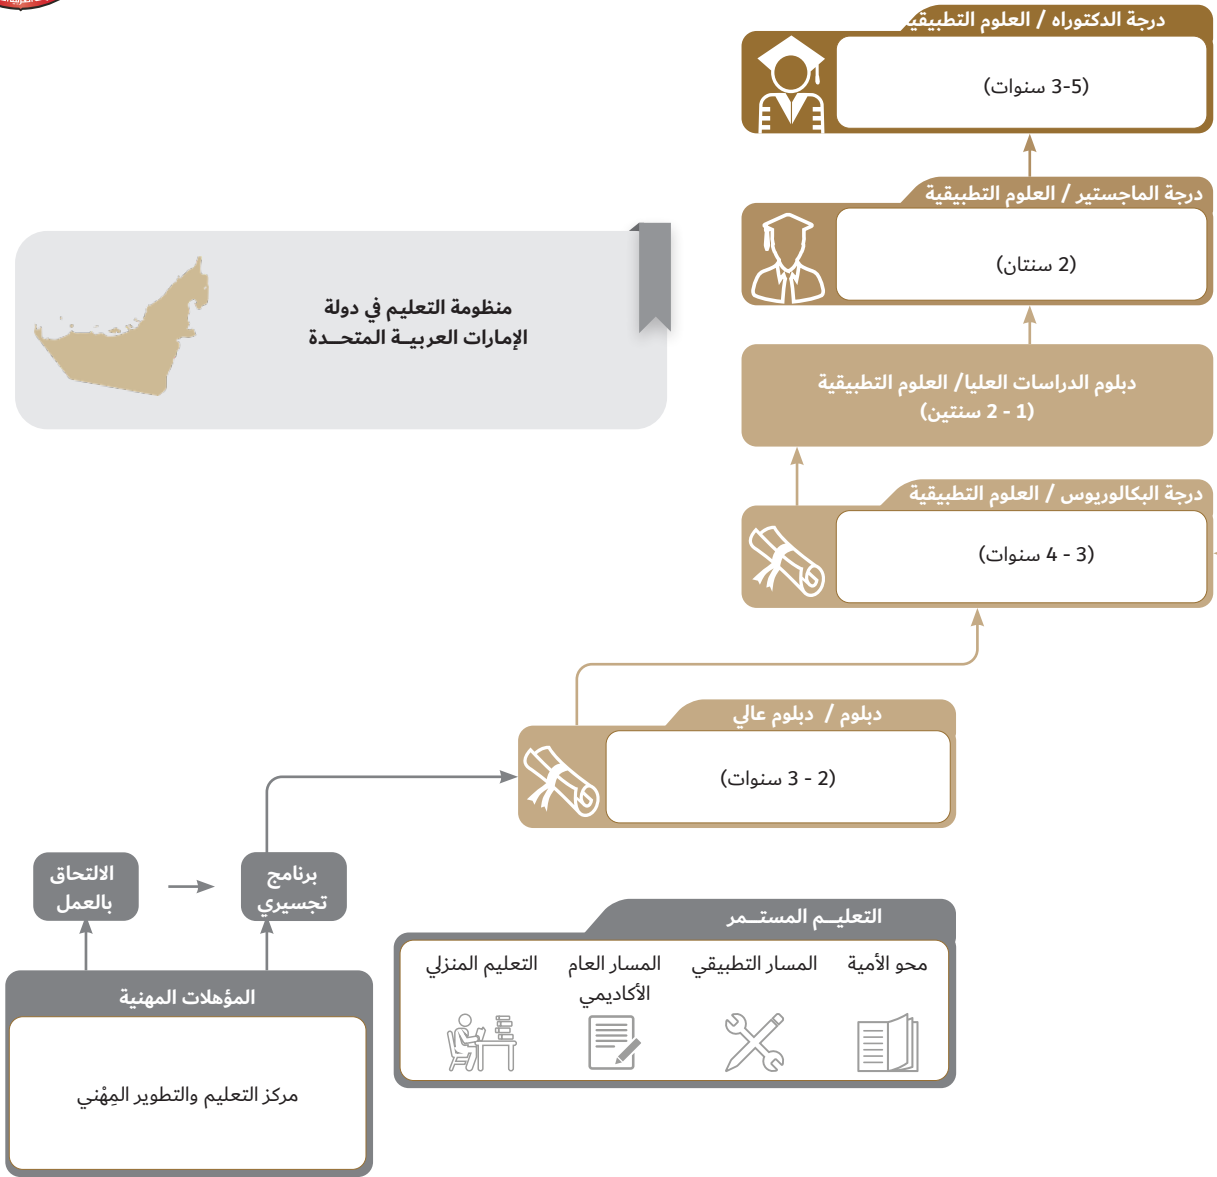 درجة الدكتوراه / العلوم التطبيقية
(3-5 سنوات)
درجة الماجستير / العلوم التطبيقية
(2 سنتان)
منظومة التعليم في دولة
الإمارات العربيــة المتحــدة
دبلوم الدراسات العليا/ العلوم التطبيقية
(1 - 2 سنتين)
درجة البكالوريوس / العلوم التطبيقية
(3 - 4 سنوات)
دبلوم / دبلوم عالي
(2 - 3 سنوات)
برنامج
تجسيري
الالتحاق
بالعمل
التعليــم المستــمر
محو الأمية
المسار التطبيقي
المسار العام
الأكاديمي
التعليم المنزلي
المؤهلات المهنية
مركز التعليم والتطوير المِهْني